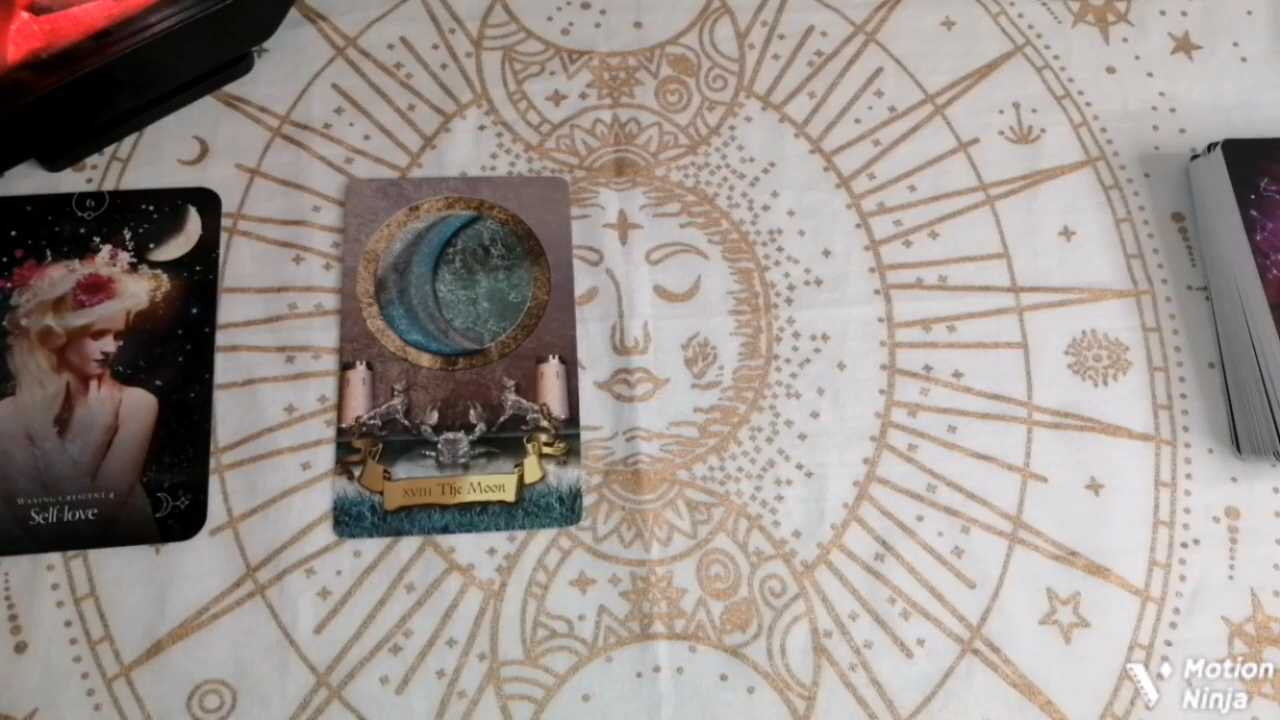 6
WAXING CRESCENT 4
Self-love
XVIII The Moon
Motion
Ninja